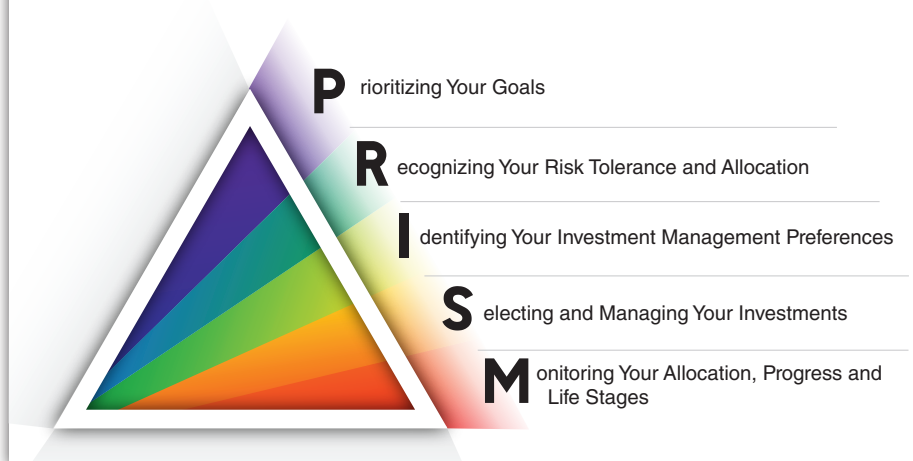 Prioritizing Your Goals
Recognizing Your Risk Tolerance and Allocation
Identifying Your Investment Management Preferences
Selecting and Managing Your Investments
Monitoring Your Allocation, Progress and
Life Stages